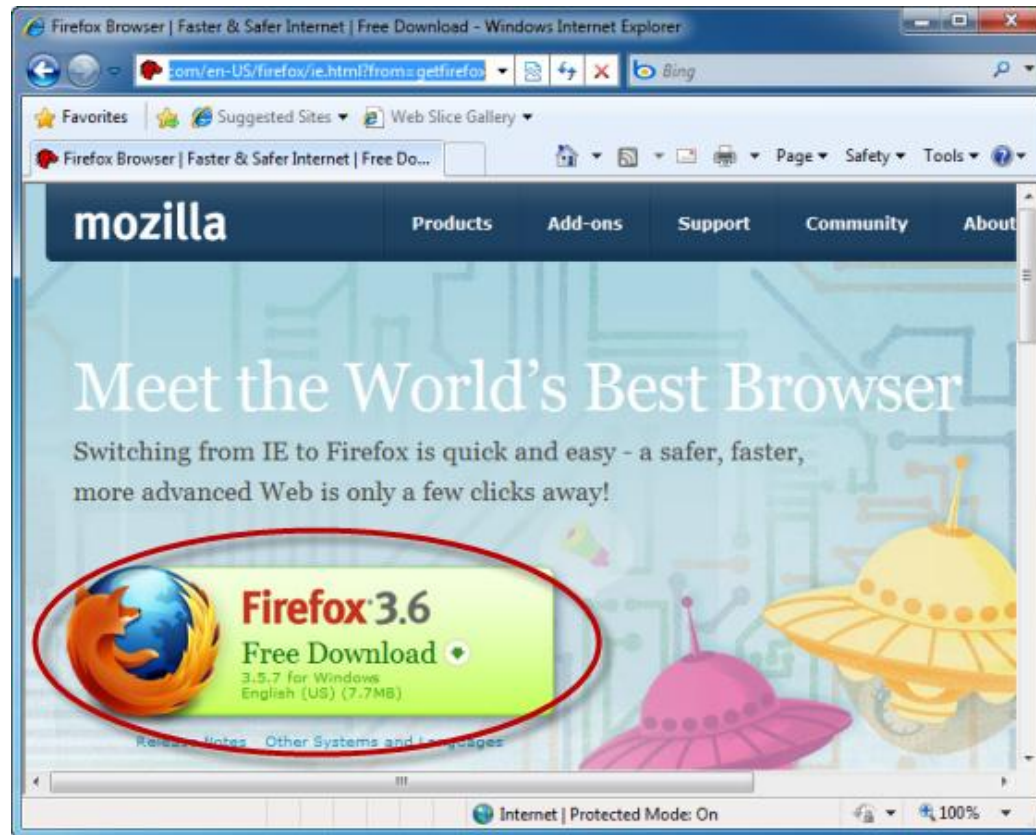 Firefox Browser | Faster & Safer Internet | Free Download - Windows Internet Explorer
com/en-US/firefox/ie.html?from=getfirefox
Bing
Favorites Suggested Sites Web Slice Gallery
Firefox Browser | Faster & Safer Internet | Free Do...
Page Safety Tools
mozilla Products Add-ons Support Community About
Meet the World's Best Browser
Switching from IE to Firefox is quick and easy - a safer, faster,
more advanced Web is only a few clicks away!
Firefox 3.6
Free Download
3.5.7 for Windows
English (US) (7.7MB)
Release Notes Other Systems and Languages
Internet | Protected Mode: On 100%